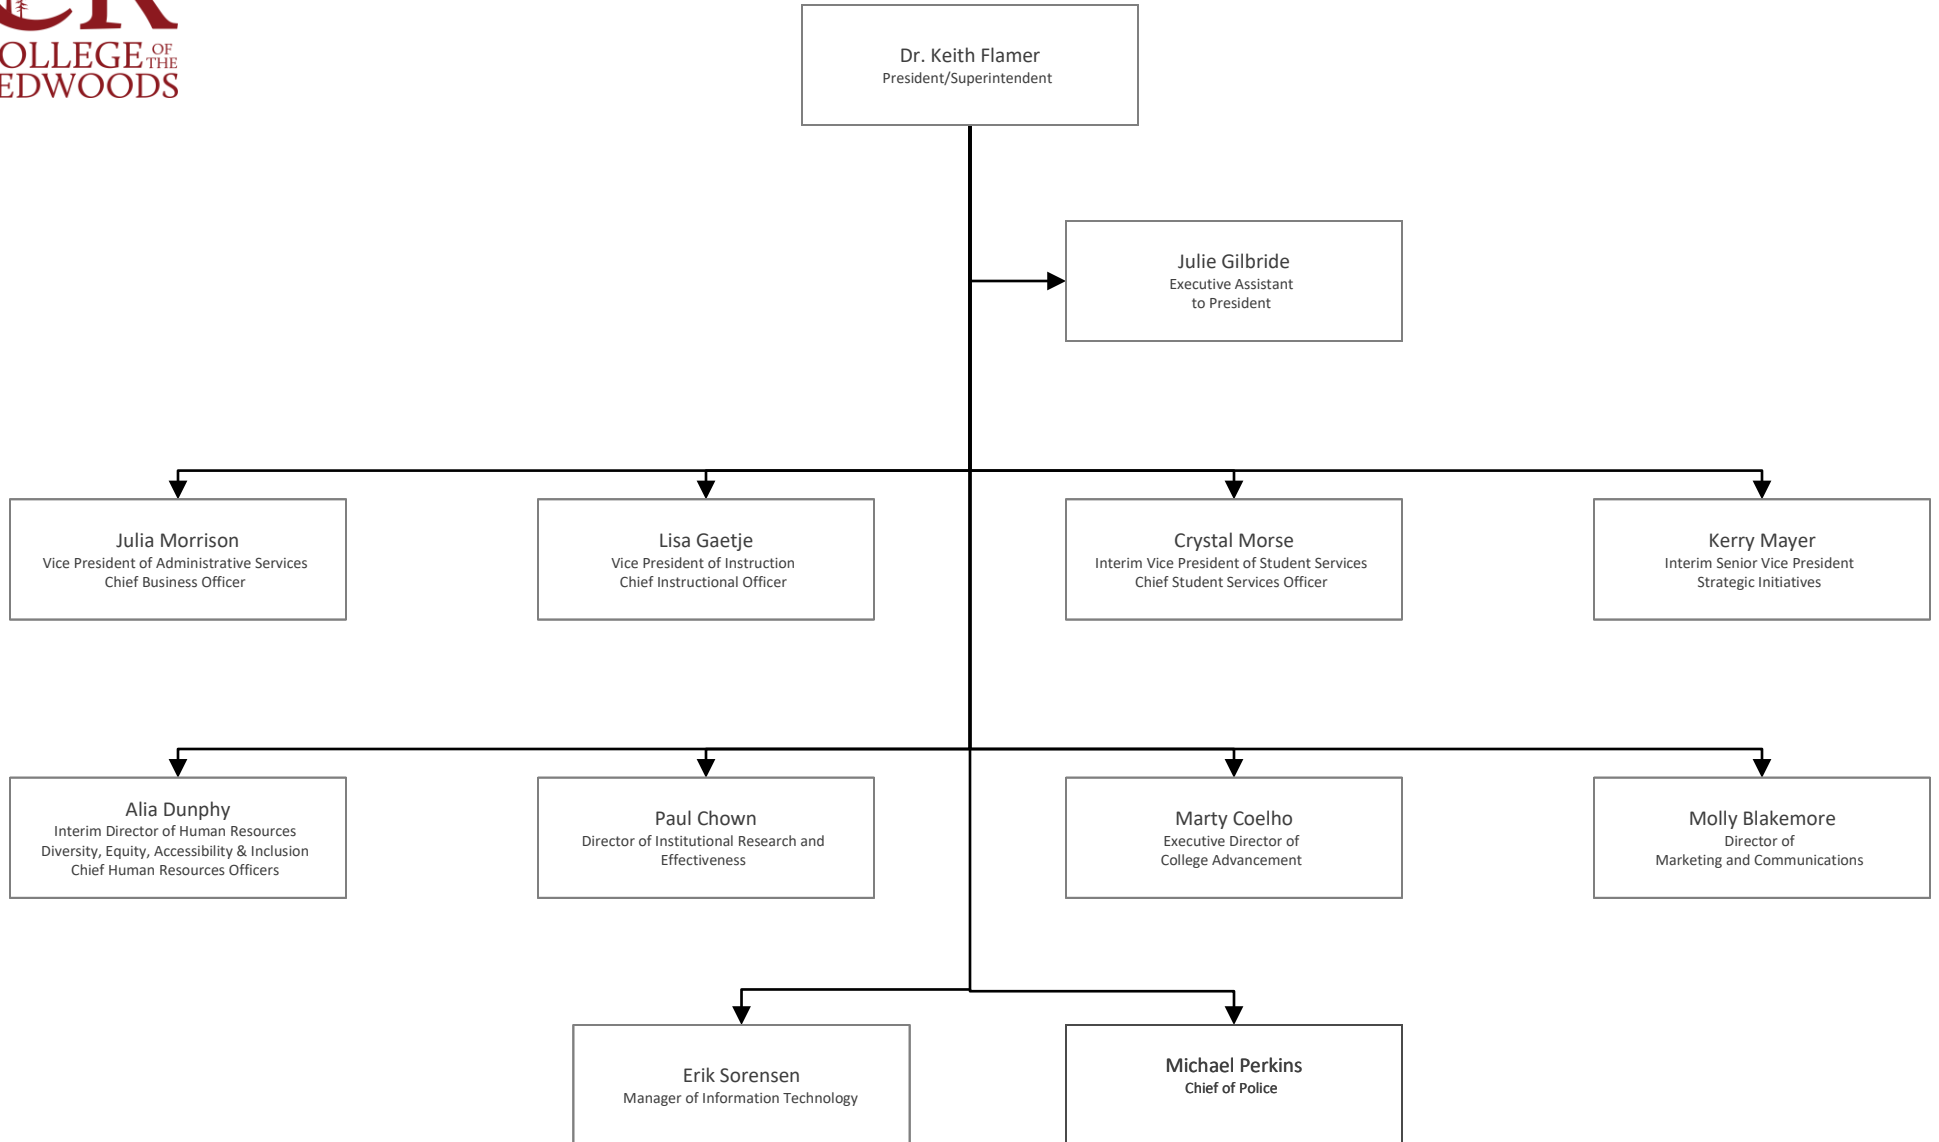 CR
OLLEGE OF THE
EDWOODS
Dr. Keith Flamer
President/Superintendent
Julie Gilbride
Executive Assistant
to President
Julia Morrison
Vice President of Administrative Services
Chief Business Officer
Lisa Gaetje
Vice President of Instruction
Chief Instructional Officer
Crystal Morse
Interim Vice President of Student Services
Chief Student Services Officer
Kerry Mayer
Interim Senior Vice President
Strategic Initiatives
Alia Dunphy
Interim Director of Human Resources
Diversity, Equity, Accessibility & Inclusion
Chief Human Resources Officers
Paul Chown
Director of Institutional Research and
Effectiveness
Marty Coelho
Executive Director of
College Advancement
Molly Blakemore
Director of
Marketing and Communications
Erik Sorensen
Manager of Information Technology
Michael Perkins
Chief of Police